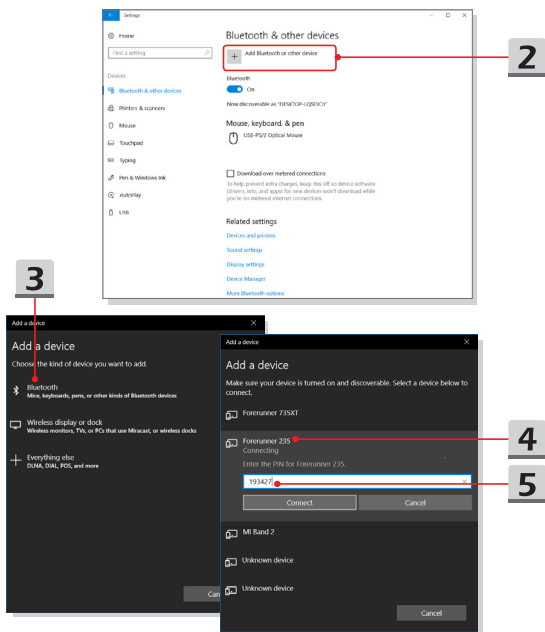 Settings
Home
Find a setting
Devices
Bluetooth & other devices
Printers & scanners
Mouse
Touchpad
Typing
Pen & Windows Ink
AutoPlay
USB
Bluetooth & other devices
Add Bluetooth or other device
2
Bluetooth
On
Mouse, keyboard, & pen
USB-PS/2 Optical Mouse
Download over metered connections
To help prevent extra charges, keep this off so device software
(drivers, info, and apps) for new devices won't download while
you're on metered Internet connections.
Related settings
Devices and printers
Sound settings
Display settings
Device Manager
More Bluetooth options
3
Add a device
Add a device
Choose the kind of device you want to add.
Bluetooth
Mice, keyboards, pens, or other kinds of Bluetooth devices
Wireless display or dock
Wireless monitors, TVs, or PCs that use Miracast, or wireless docks
Everything else
DLNA, DIAL, POS, and more
Can
Add a device
Add a device
Make sure your device is turned on and discoverable. Select a device below to
connect.
Forerunner 735XT
Forerunner 235
4
Connecting
Enter the PIN for Forerunner 235.
193427
5
Connect
Cancel
MI Band 2
Unknown device
Unknown device
Cancel